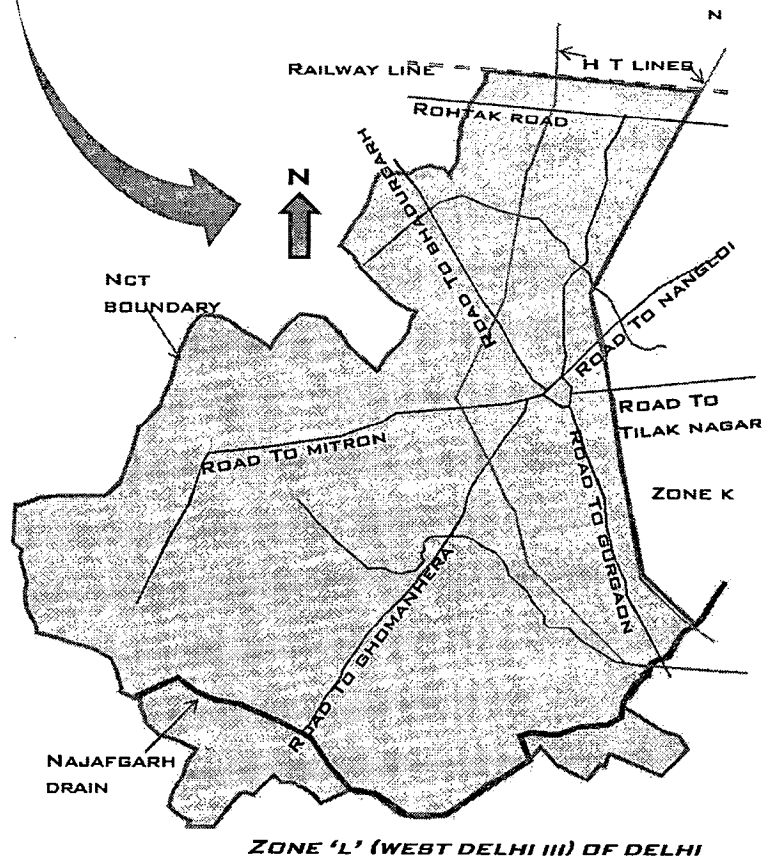 N
H T LINES
RAILWAY LINE
ROHTAK ROAD
N
ROAD TO BHADURGARH
ROAD TO NANGLOI
NCT
BOUNDARY
ROAD TO
TILAK NAGAR
ROAD TO MITRON
ROAD TO GURGAON
ZONE K
ROAD TO GHOMANHERA
NAJAFGARH
DRAIN
ZONE 'L' (WEST DELHI III) OF DELHI